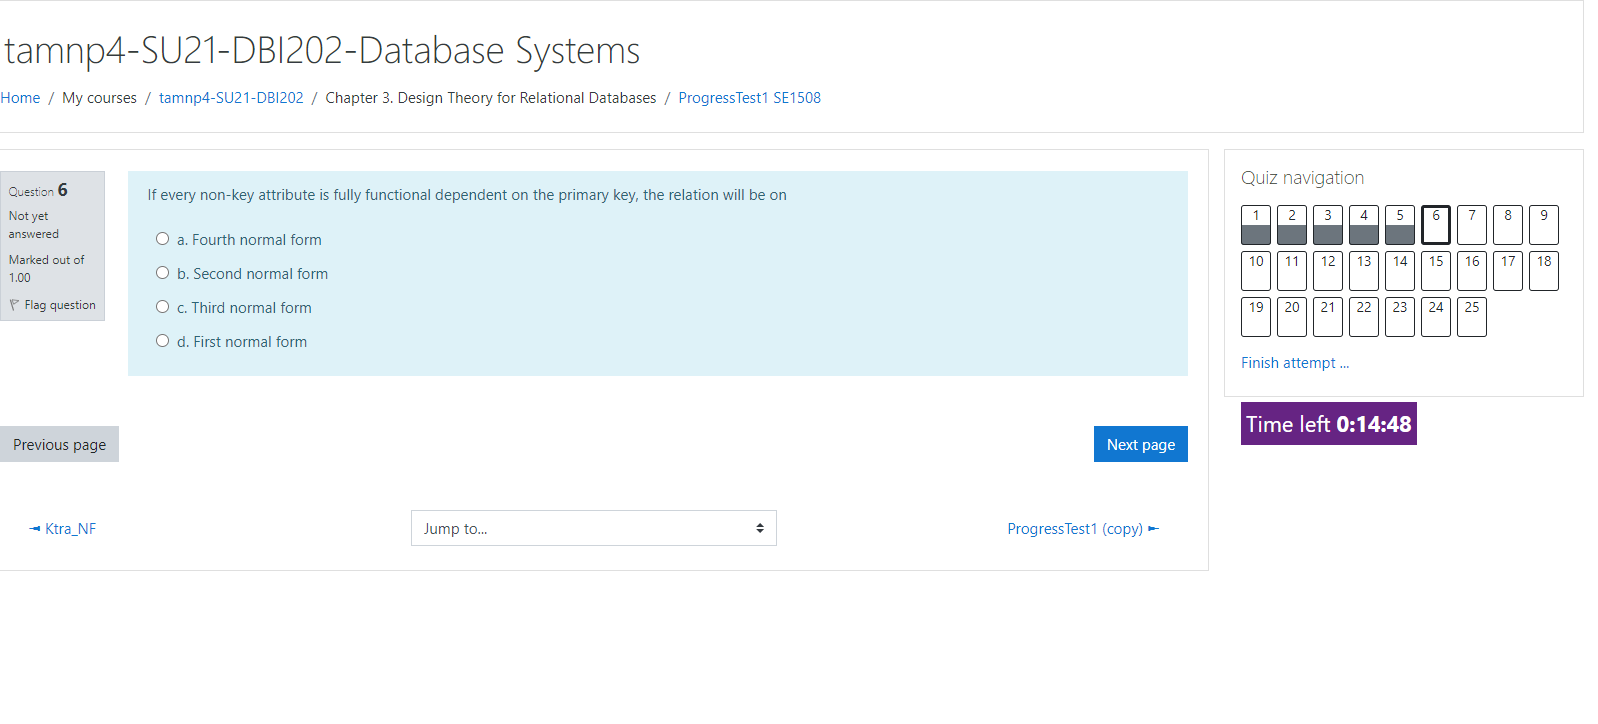 tamnp4-SU21-DBI202-Database Systems
Home / My courses / tamnp4-SU21-DBI202 / Chapter 3. Design Theory for Relational Databases / ProgressTest1 SE1508
Question 6
Not yet
answered
Marked out of
1.00
Flag question
If every non-key attribute is fully functional dependent on the primary key, the relation will be on
a. Fourth normal form
b. Second normal form
c. Third normal form
d. First normal form
Previous page
Next page
◄ Ktra_NF
Jump to...
ProgressTest1 (copy) ►
Quiz navigation
1 2 3 4 5 6 7 8 9
10 11 12 13 14 15 16 17 18
19 20 21 22 23 24 25
Finish attempt ...
Time left 0:14:48